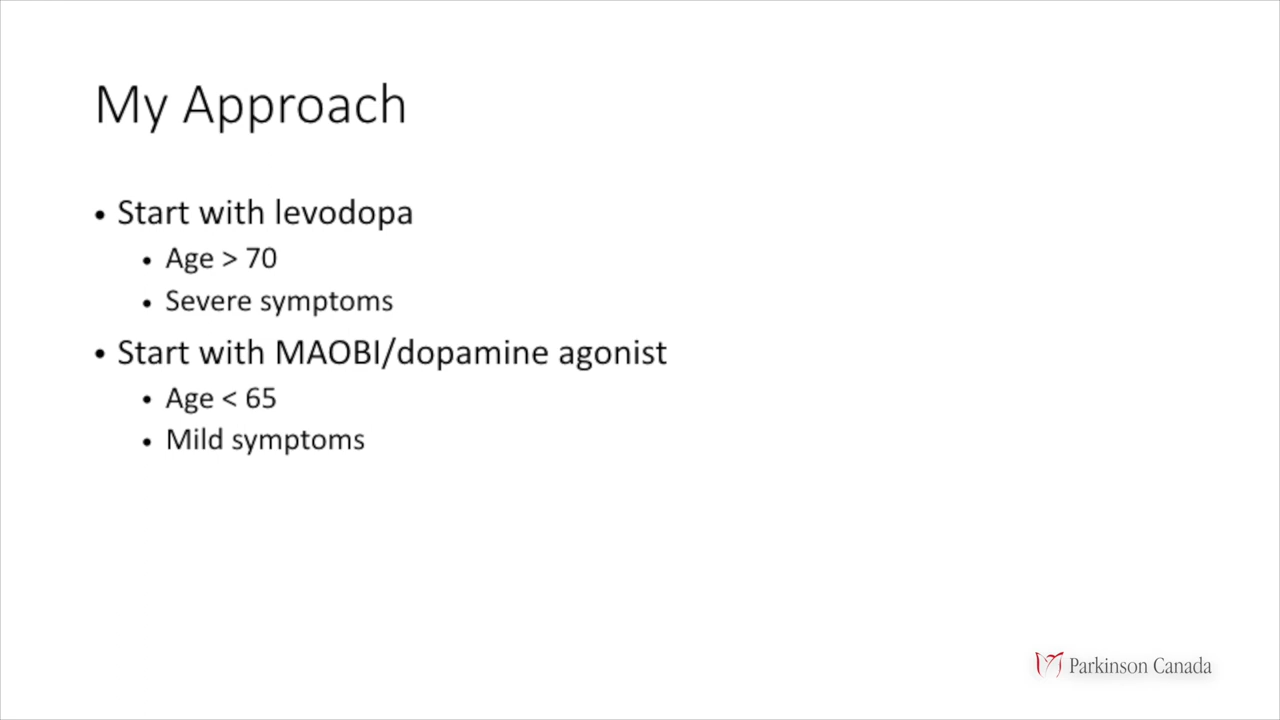 My Approach
• Start with levodopa
• Age > 70
• Severe symptoms
• Start with MAOBI/dopamine agonist
• Age < 65
• Mild symptoms
Parkinson Canada